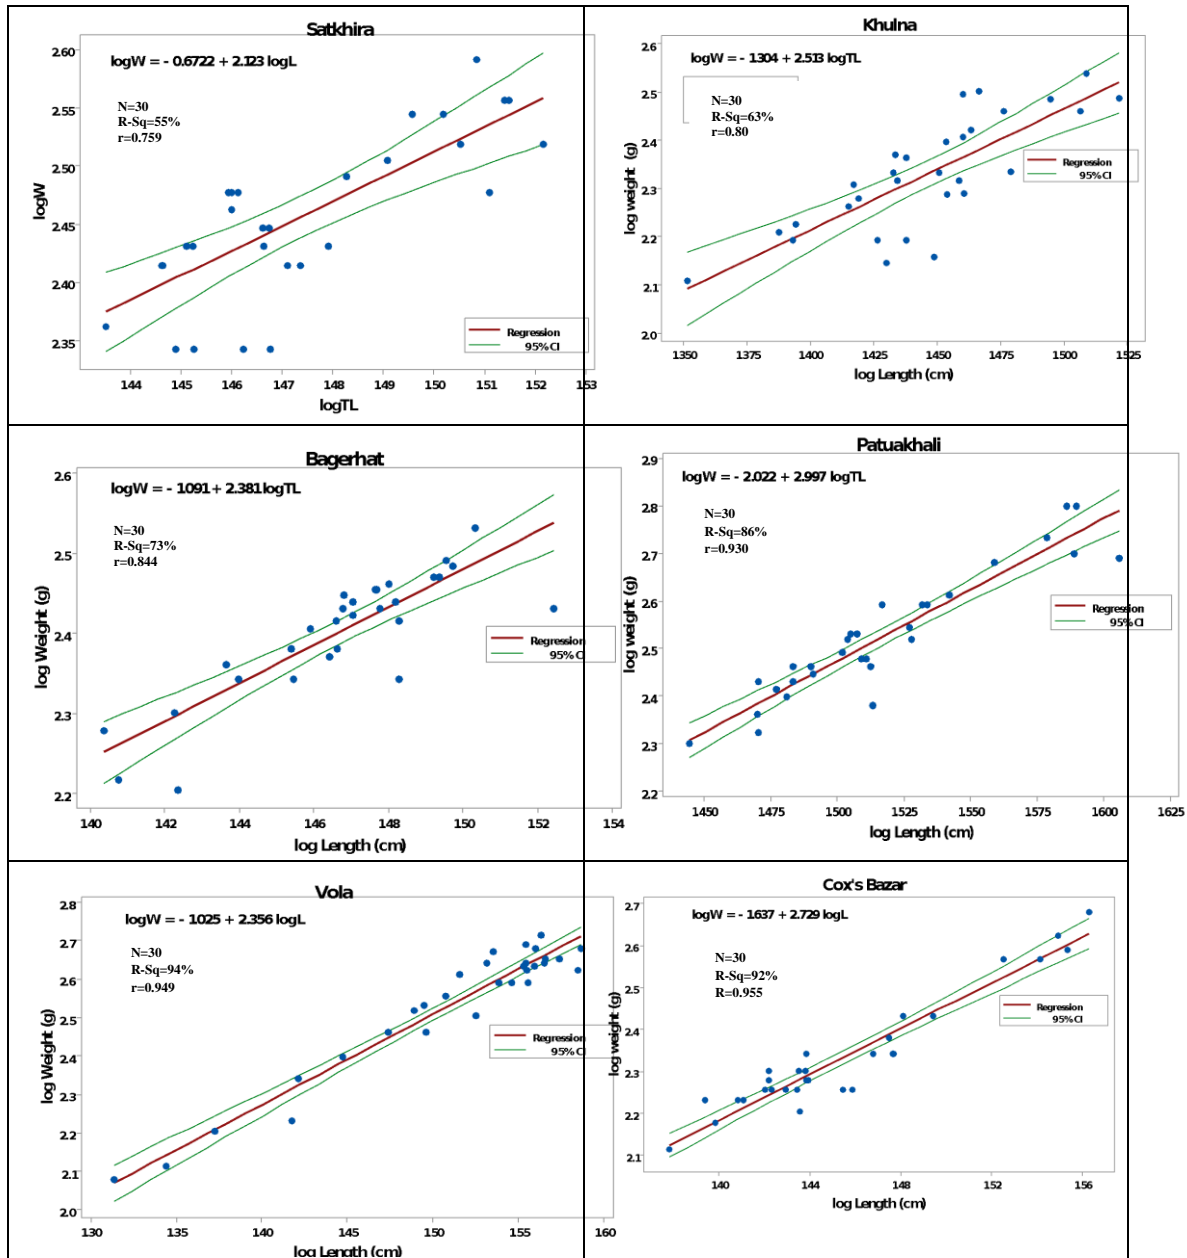 Satkhira
logW = - 0.6722 + 2.123 logL
N=30
R-Sq=55%
r=0.759
logW
2.60
2.55
2.50
2.45
2.40
2.35
Regression
95%CI
144 145 146 147 148 149 150 151 152 153
logTL
Khulna
logW = - 1304 + 2.513 logTL
N=30
R-Sq=63%
r=0.80
log weight (g)
2.6
2.5
2.4
2.3
2.2
2.1
2.0
Regression
95%CI
1350 1375 1400 1425 1450 1475 1500 1525
log Length (cm)
Bagerhat
logW = - 1091 + 2.381 logTL
N=30
R-Sq=73%
r=0.844
log Weight (g)
2.6
2.5
2.4
2.3
2.2
Regression
95%CI
140 142 144 146 148 150 152 154
log Length (cm)
Patuakhali
logW = - 2.022 + 2.997 logTL
N=30
R-Sq=86%
r=0.930
log weight (g)
2.9
2.8
2.7
2.6
2.5
2.4
2.3
2.2
Regression
95%CI
1450 1475 1500 1525 1550 1575 1600 1625
log Length (cm)
Vola
logW = - 1025 + 2.356 logL
N=30
R-Sq=94%
r=0.949
log Weight (g)
2.8
2.7
2.6
2.5
2.4
2.3
2.2
2.1
2.0
Regression
95%CI
130 135 140 145 150 155 160
log Length (cm)
Cox's Bazar
logW = - 1637 + 2.729 logL
N=30
R-Sq=92%
R=0.955
log weight (g)
2.7
2.6
2.5
2.4
2.3
2.2
2.1
Regression
95%CI
140 144 148 152 156
log Length (cm)